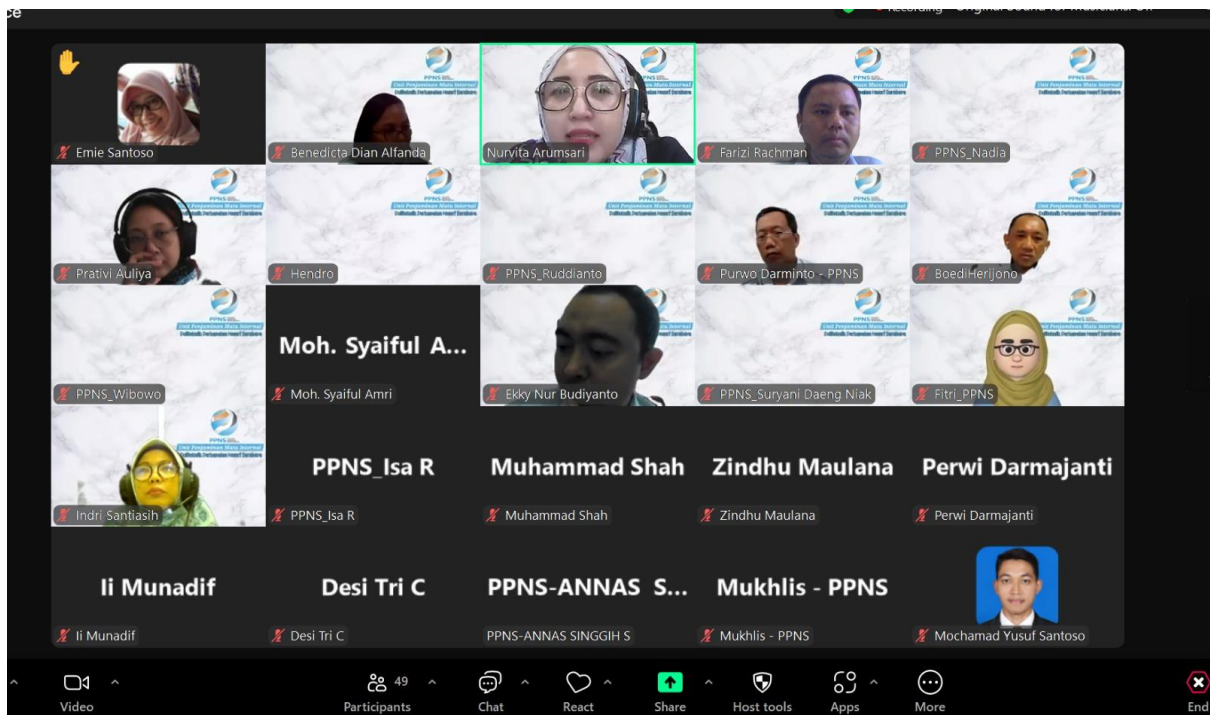 Emie Santoso
Benedicta Dian Alfanda
Nurvita Arumsari
Farizi Rachman
PPNS_Nadia
Prativi Auliya
Hendro
PPNS_Ruddianto
Purwo Darminto - PPNS
BoediHerijono
PPNS_Wibowo
Moh. Syaiful A...
Moh. Syaiful Amri
Ekky Nur Budiyanto
PPNS_Suryani Daeng Niak
Fitri_PPNS
Indri Santiasih
PPNS_Isa R
PPNS_Isa R
Muhammad Shah
Muhammad Shah
Zindhu Maulana
Zindhu Maulana
Perwi Darmajanti
Perwi Darmajanti
Ii Munadif
Ii Munadif
Desi Tri C
Desi Tri C
PPNS-ANNAS S...
PPNS-ANNAS SINGGIH S
Mukhlis - PPNS
Mukhlis - PPNS
Mochamad Yusuf Santoso
Video
49
Participants
Chat
React
Share
Host tools
Apps
More
End